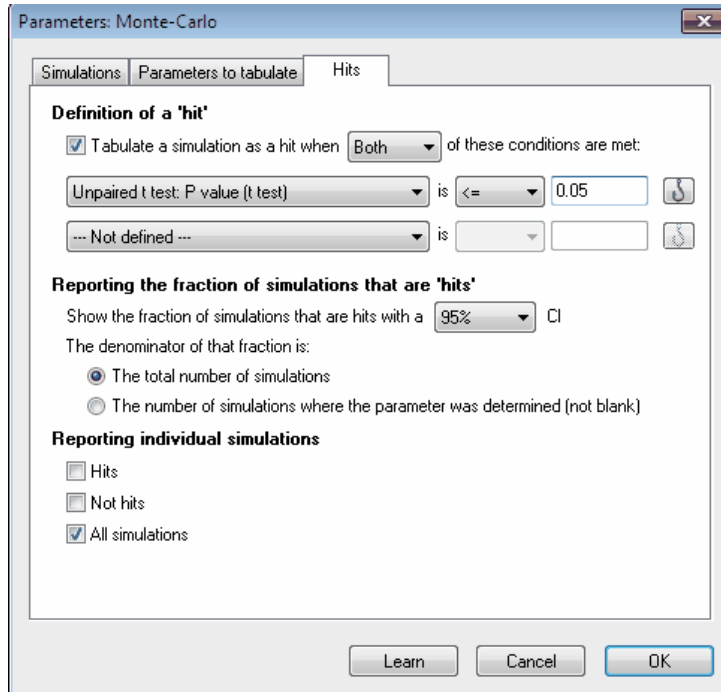 Parameters: Monte-Carlo
Simulations Parameters to tabulate Hits
Definition of a 'hit'
Tabulate a simulation as a hit when Both of these conditions are met:
Unpaired t test: P value (t test) is <= 0.05
--- Not defined --- is
Reporting the fraction of simulations that are 'hits'
Show the fraction of simulations that are hits with a 95% CI
The denominator of that fraction is:
The total number of simulations
The number of simulations where the parameter was determined (not blank)
Reporting individual simulations
Hits
Not hits
All simulations
Learn Cancel OK